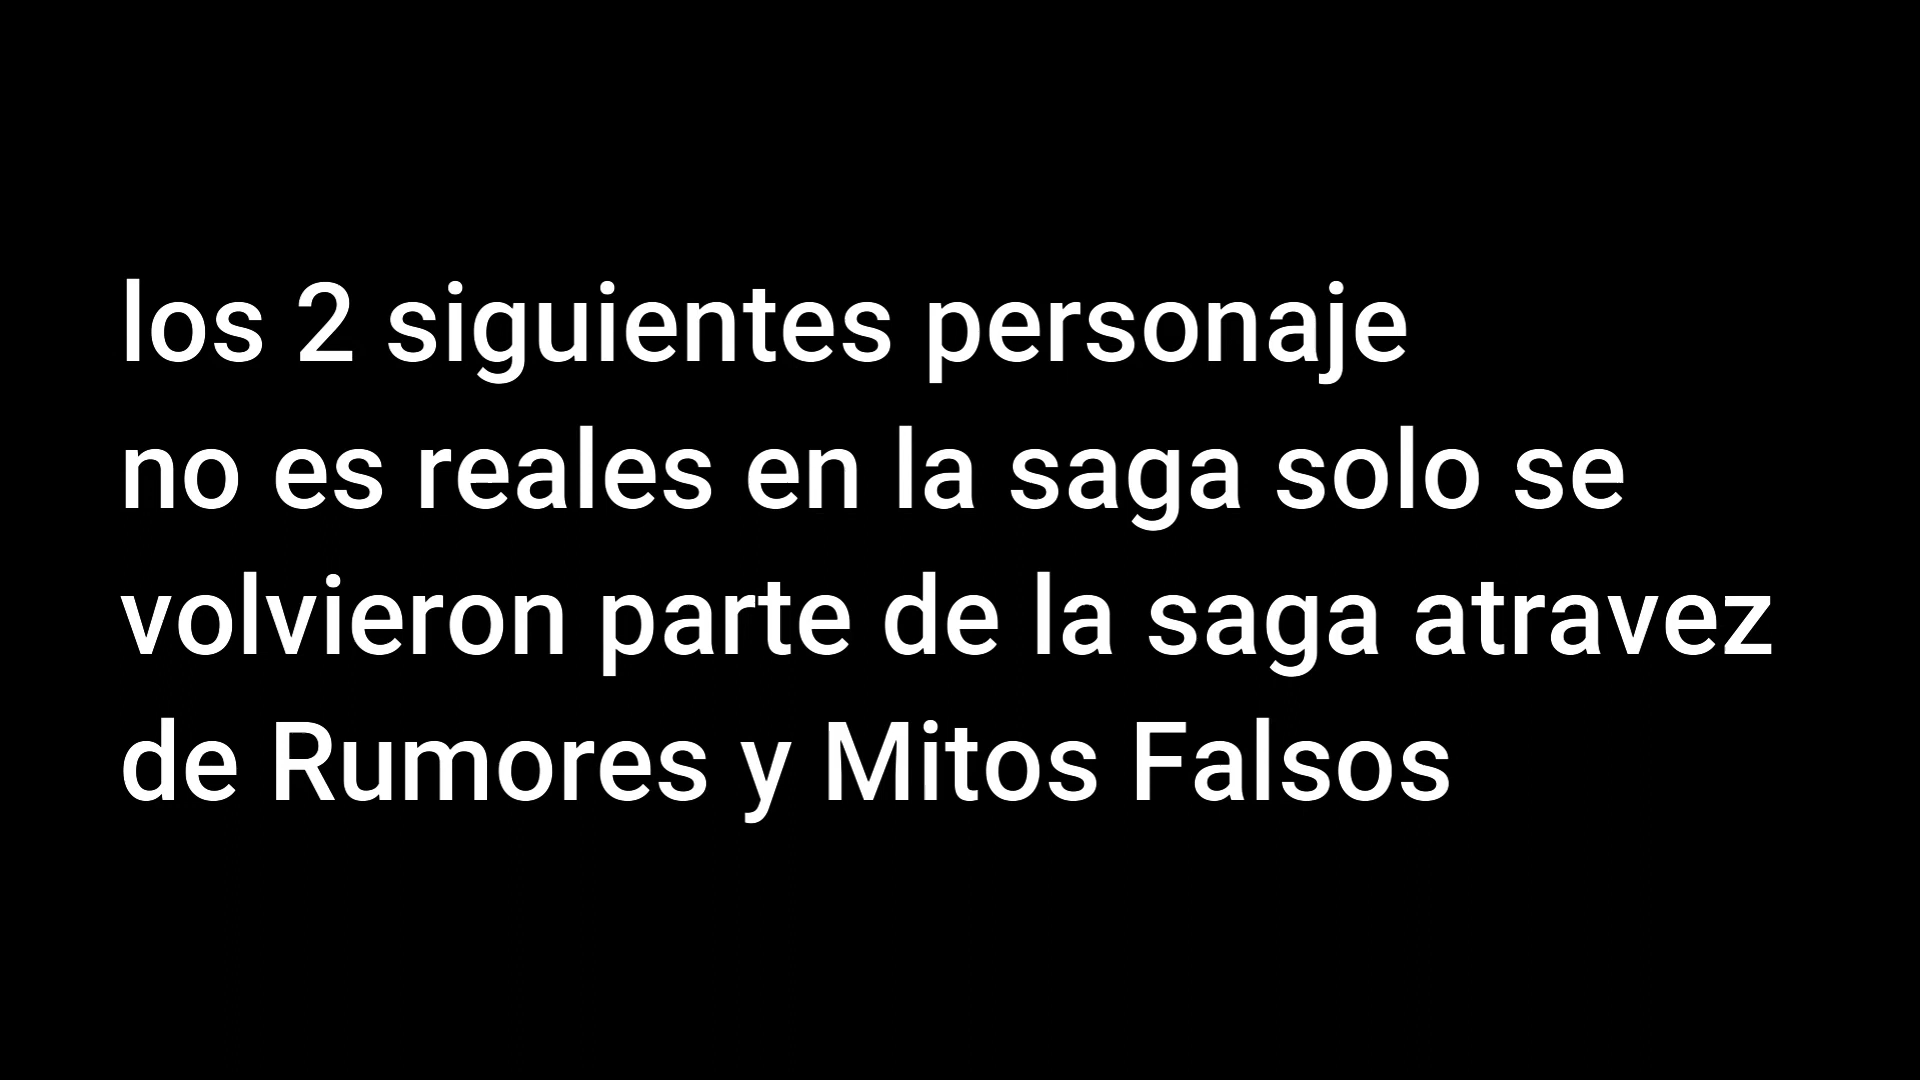 los 2 siguientes personaje
no es reales en la saga solo se
volvieron parte de la saga atravez
de Rumores y Mitos Falsos